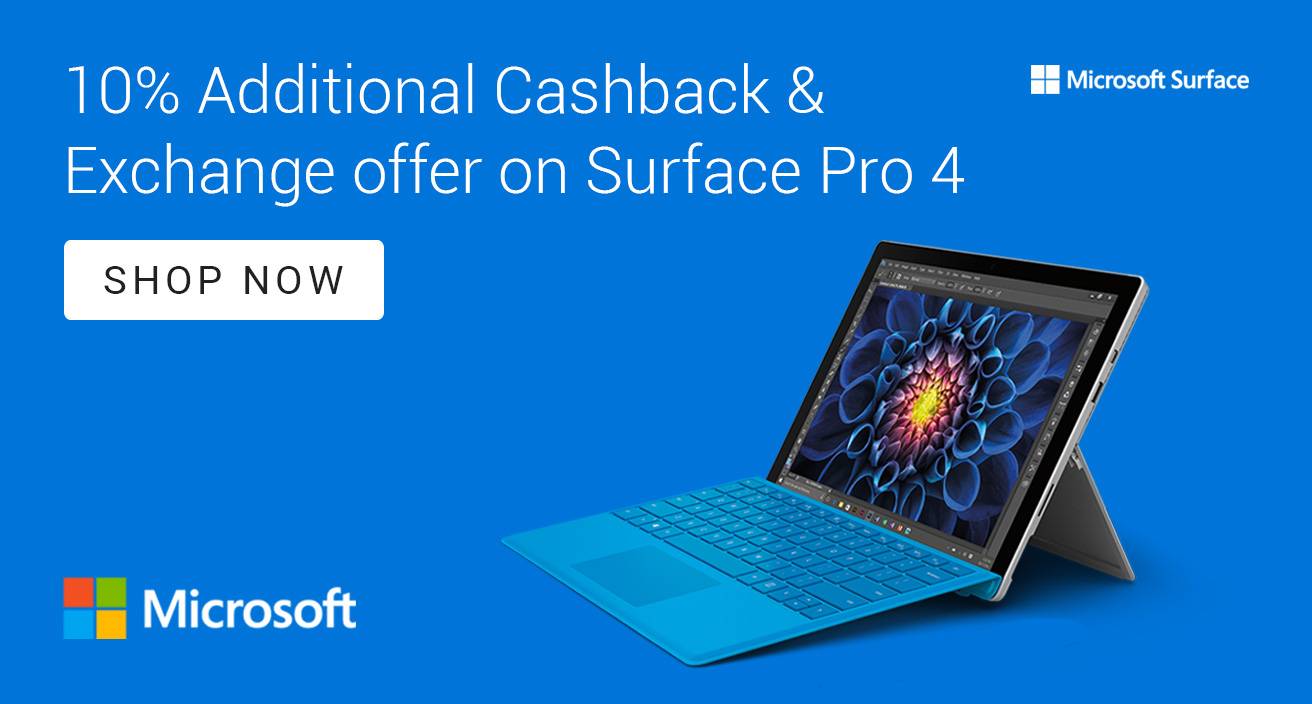 10% Additional Cashback &
Exchange offer on Surface Pro 4
Microsoft Surface
SHOP NOW
Microsoft